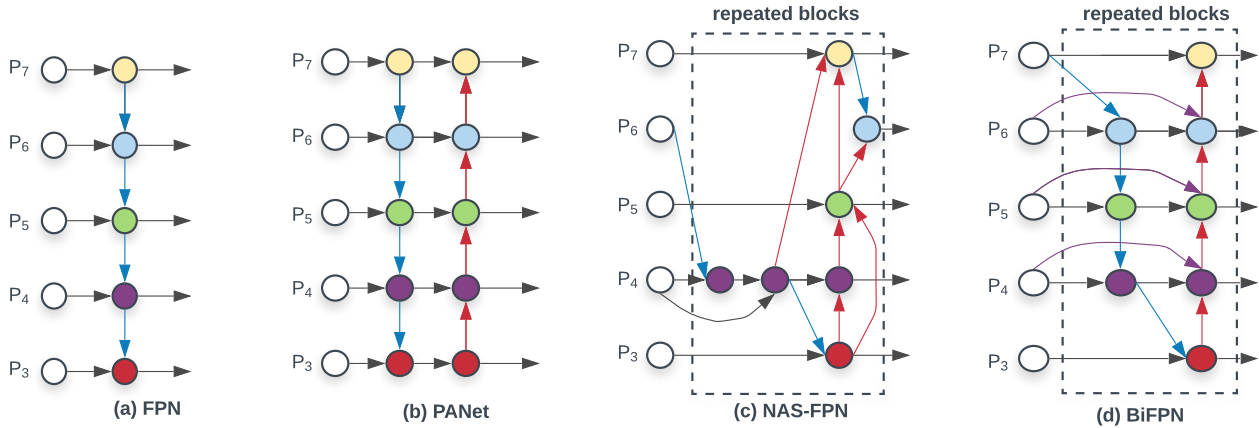 repeated blocks
repeated blocks
P7
P6
P5
P4
P3
(a) FPN
P7
P6
P5
P4
P3
(b) PANet
P7
P6
P5
P4
P3
(c) NAS-FPN
P7
P6
P5
P4
P3
(d) BiFPN